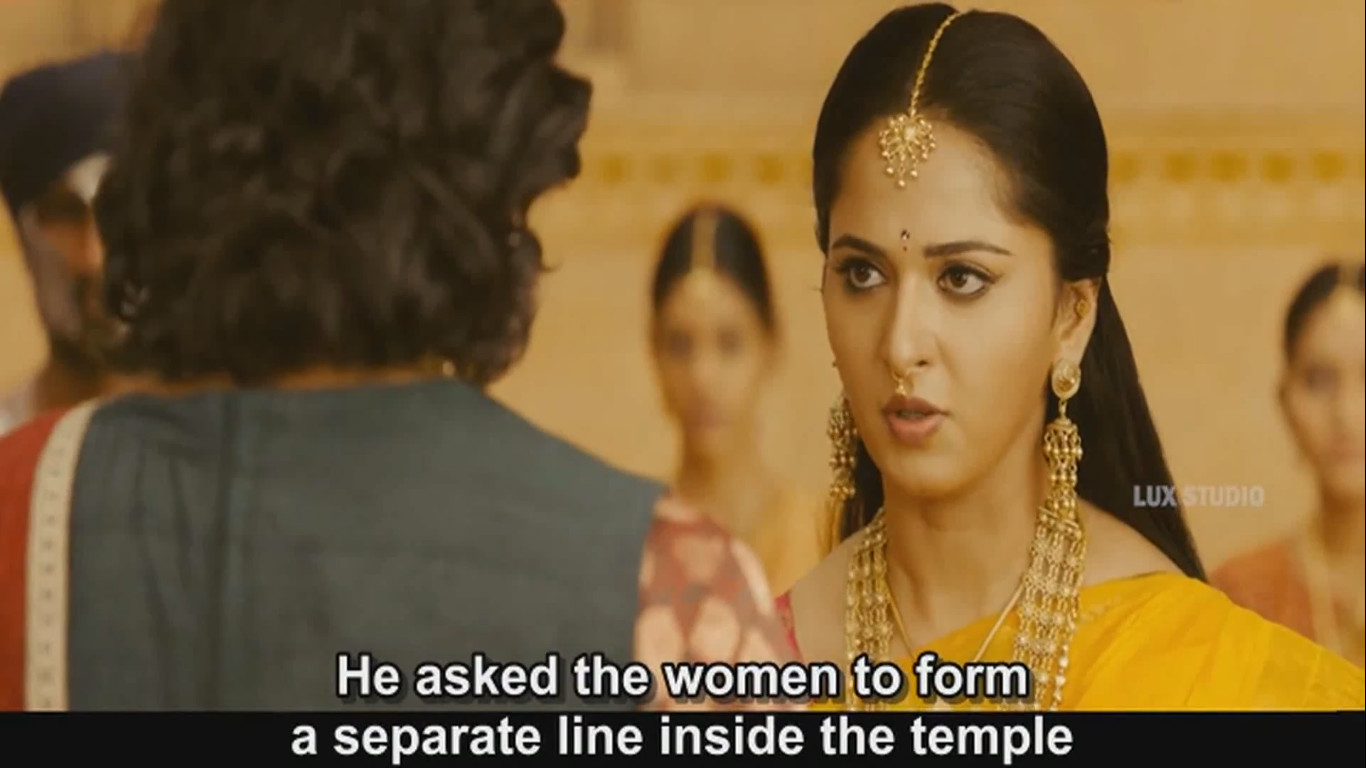 LUX STUDIO
He asked the women to form
a separate line inside the temple